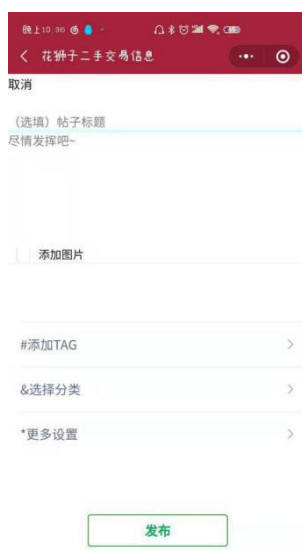 晚上10:36
花狮子二手交易信息
取消
（选填）帖子标题
尽情发挥吧~
添加图片
#添加TAG
&选择分类
*更多设置
发布